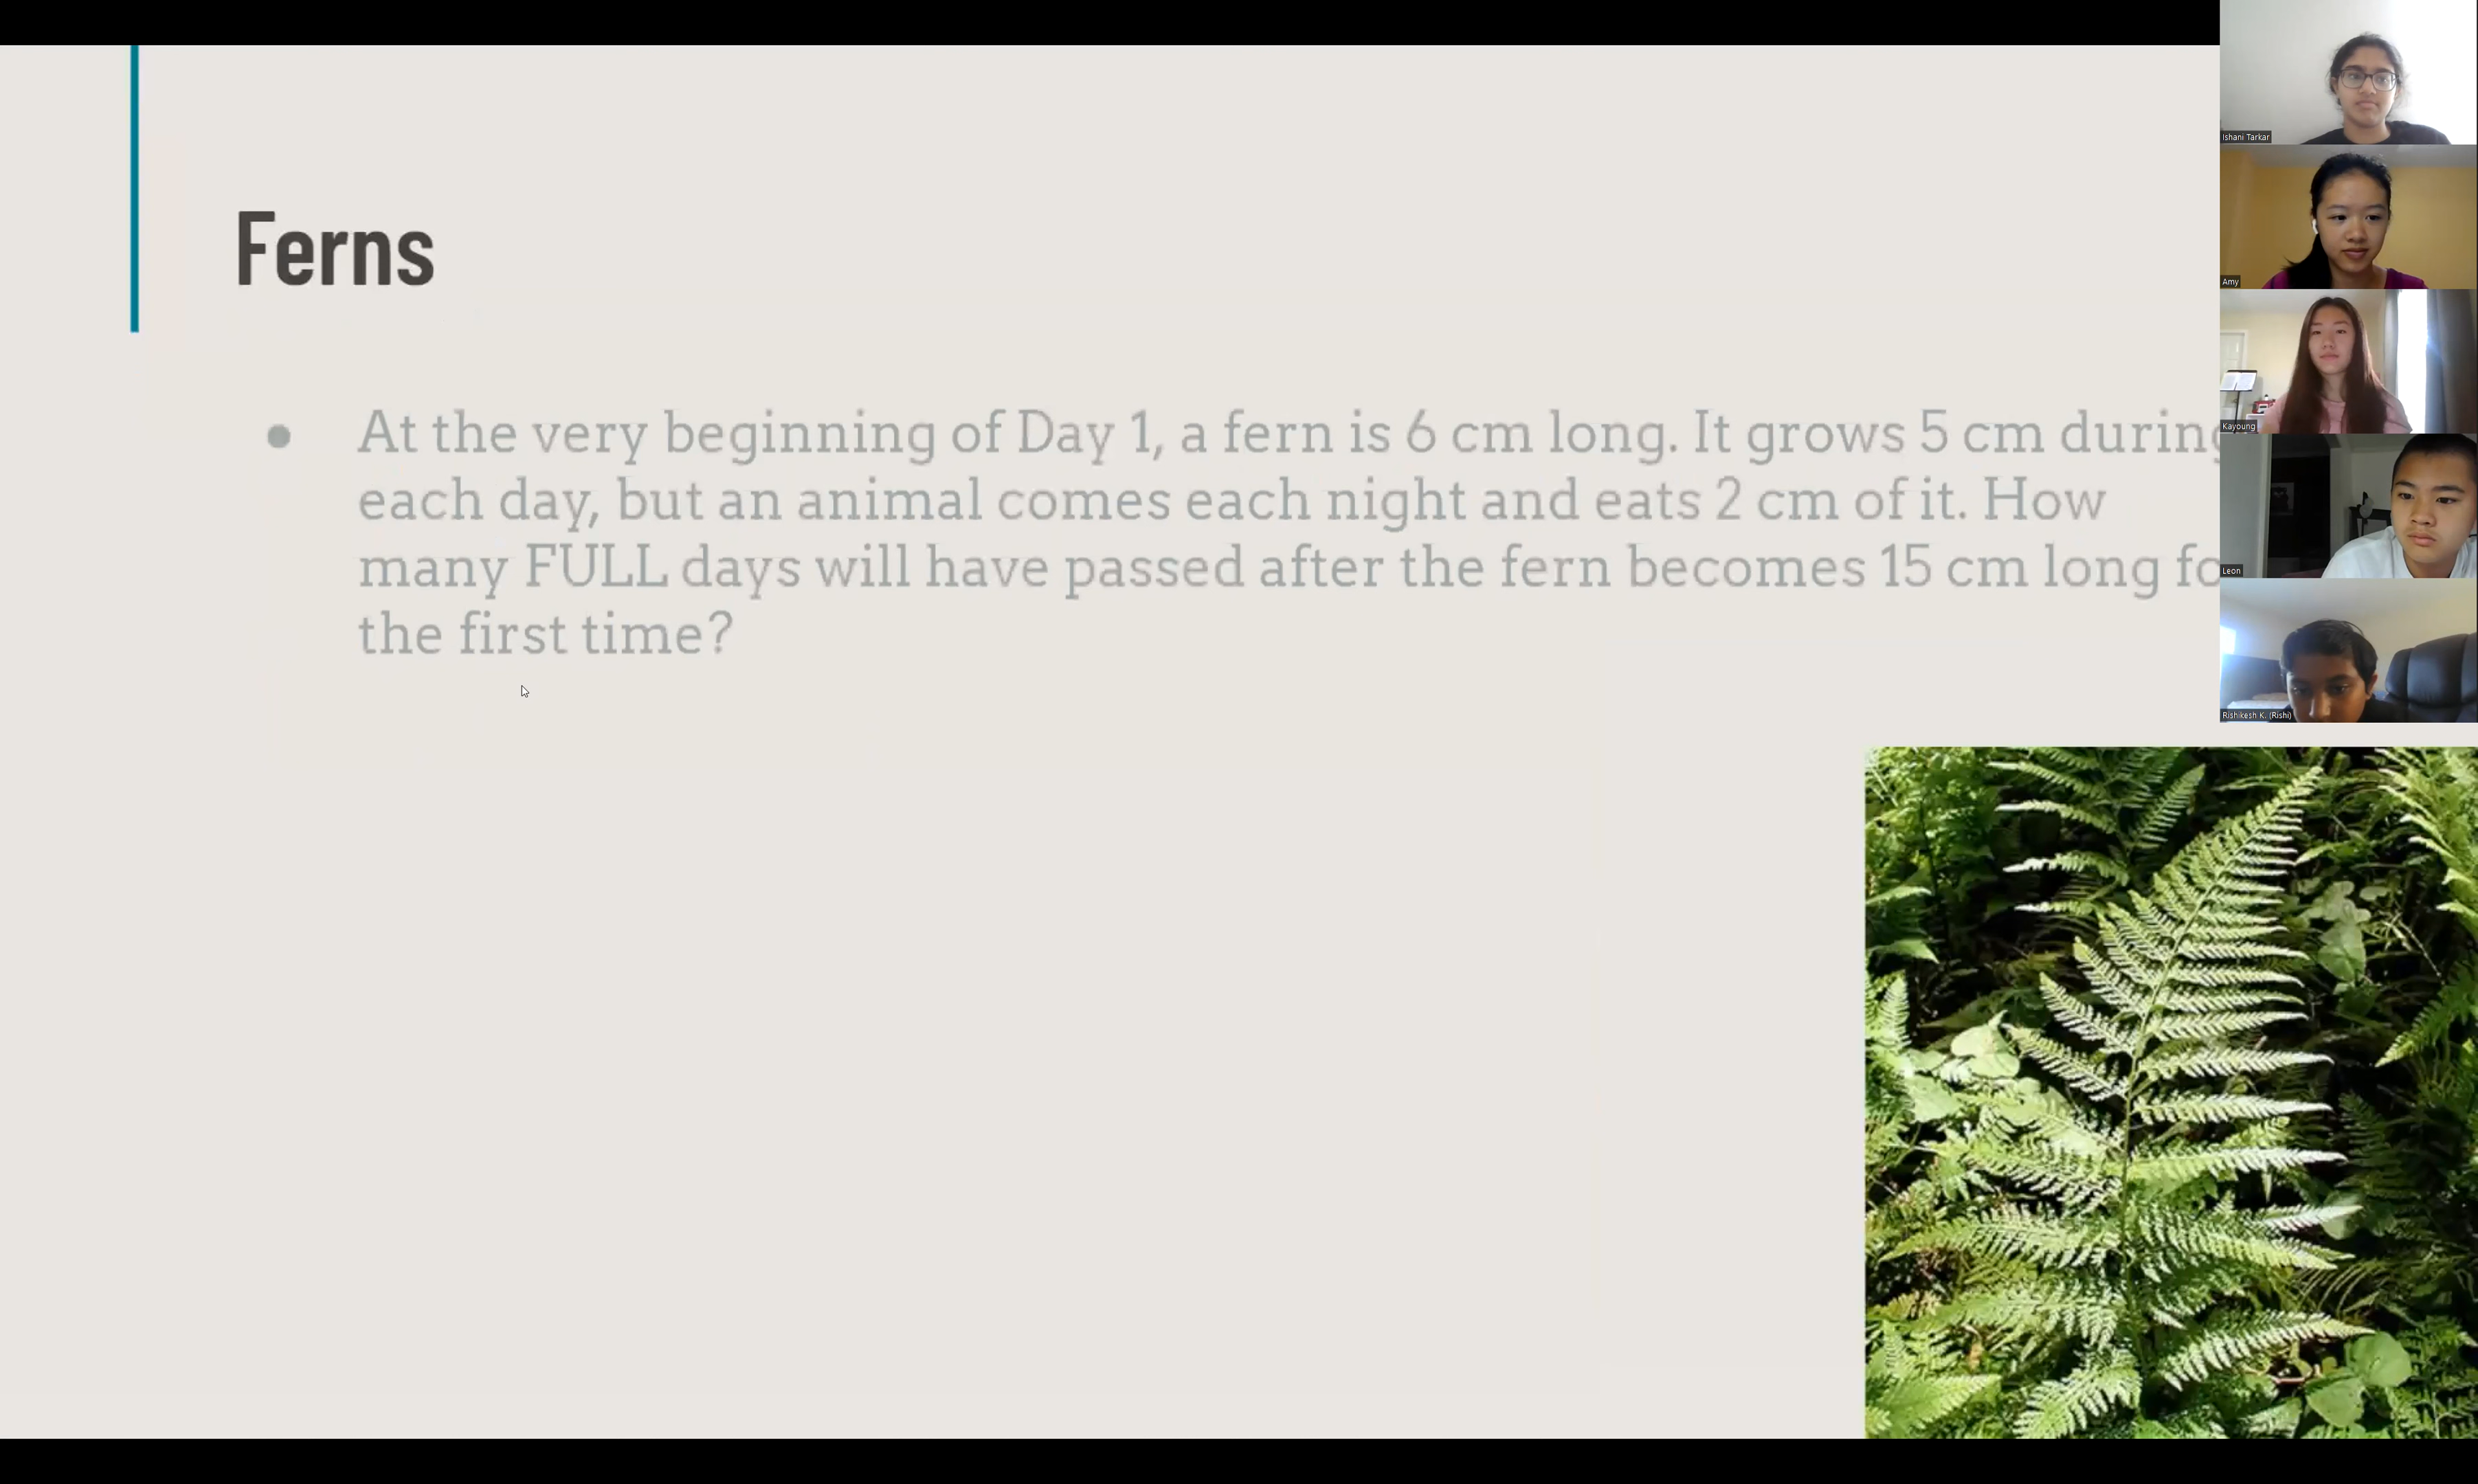 Ferns
At the very beginning of Day 1, a fern is 6 cm long. It grows 5 cm during
each day, but an animal comes each night and eats 2 cm of it. How
many FULL days will have passed after the fern becomes 15 cm long fo
the first time?
Ishani Tarkar
Amy
Kayoung
Leon
Rishikesh K. (Rishi)